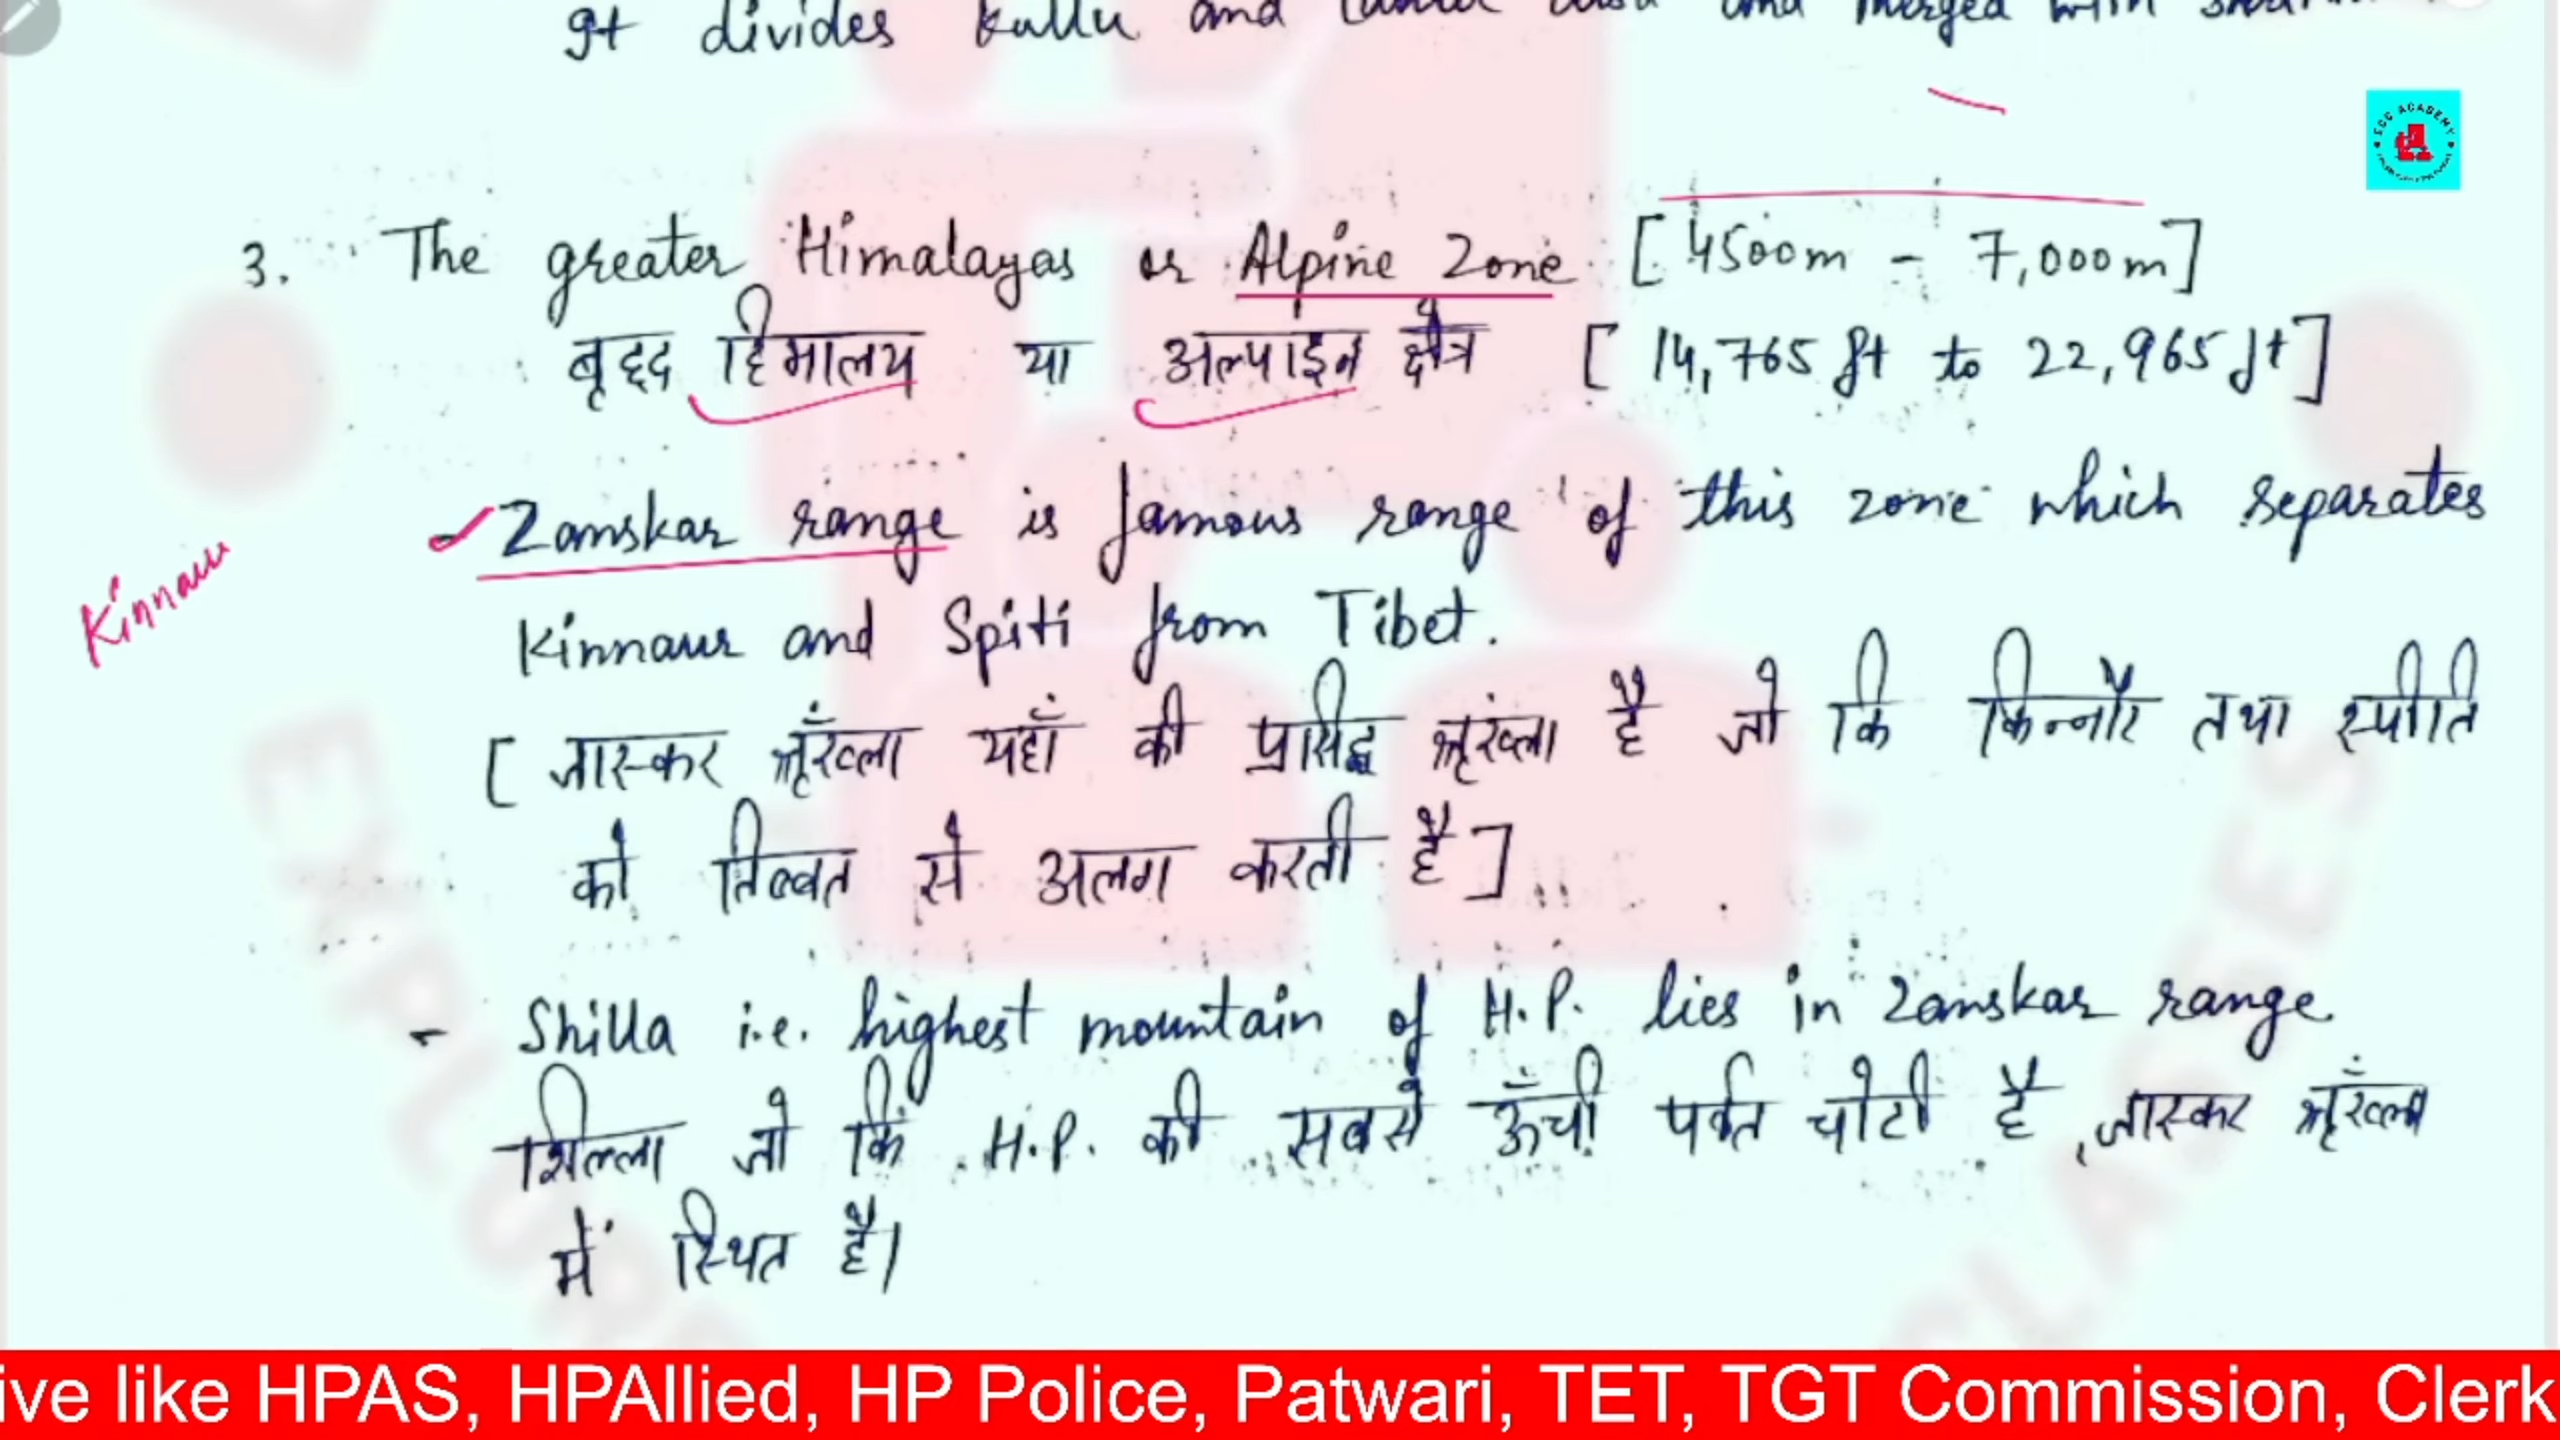 It divides Kullu and and merged with
3. The greater Himalayas or Alpine Zone [4500m - 7,000m]
बृहद हिमालय या अल्पाइन क्षेत्र [14,765 ft to 22,965 ft]
Zanskar range is famous range of this zone which separates
Kinnaur
Kinnaur and Spiti from Tibet.
[जास्कर श्रृंखला यहाँ की प्रसिद्ध श्रृंखला है जो कि किन्नौर तथा स्पीति
को तिब्बत से अलग करती है]
- Shilla i.e. highest mountain of H.P. lies in Zanskar range
शिल्ला जो कि H.P. की सबसे ऊँची पर्वत चोटी है, जास्कर श्रृंखला
में स्थित है।
ive like HPAS, HPAllied, HP Police, Patwari, TET, TGT Commission, Clerk